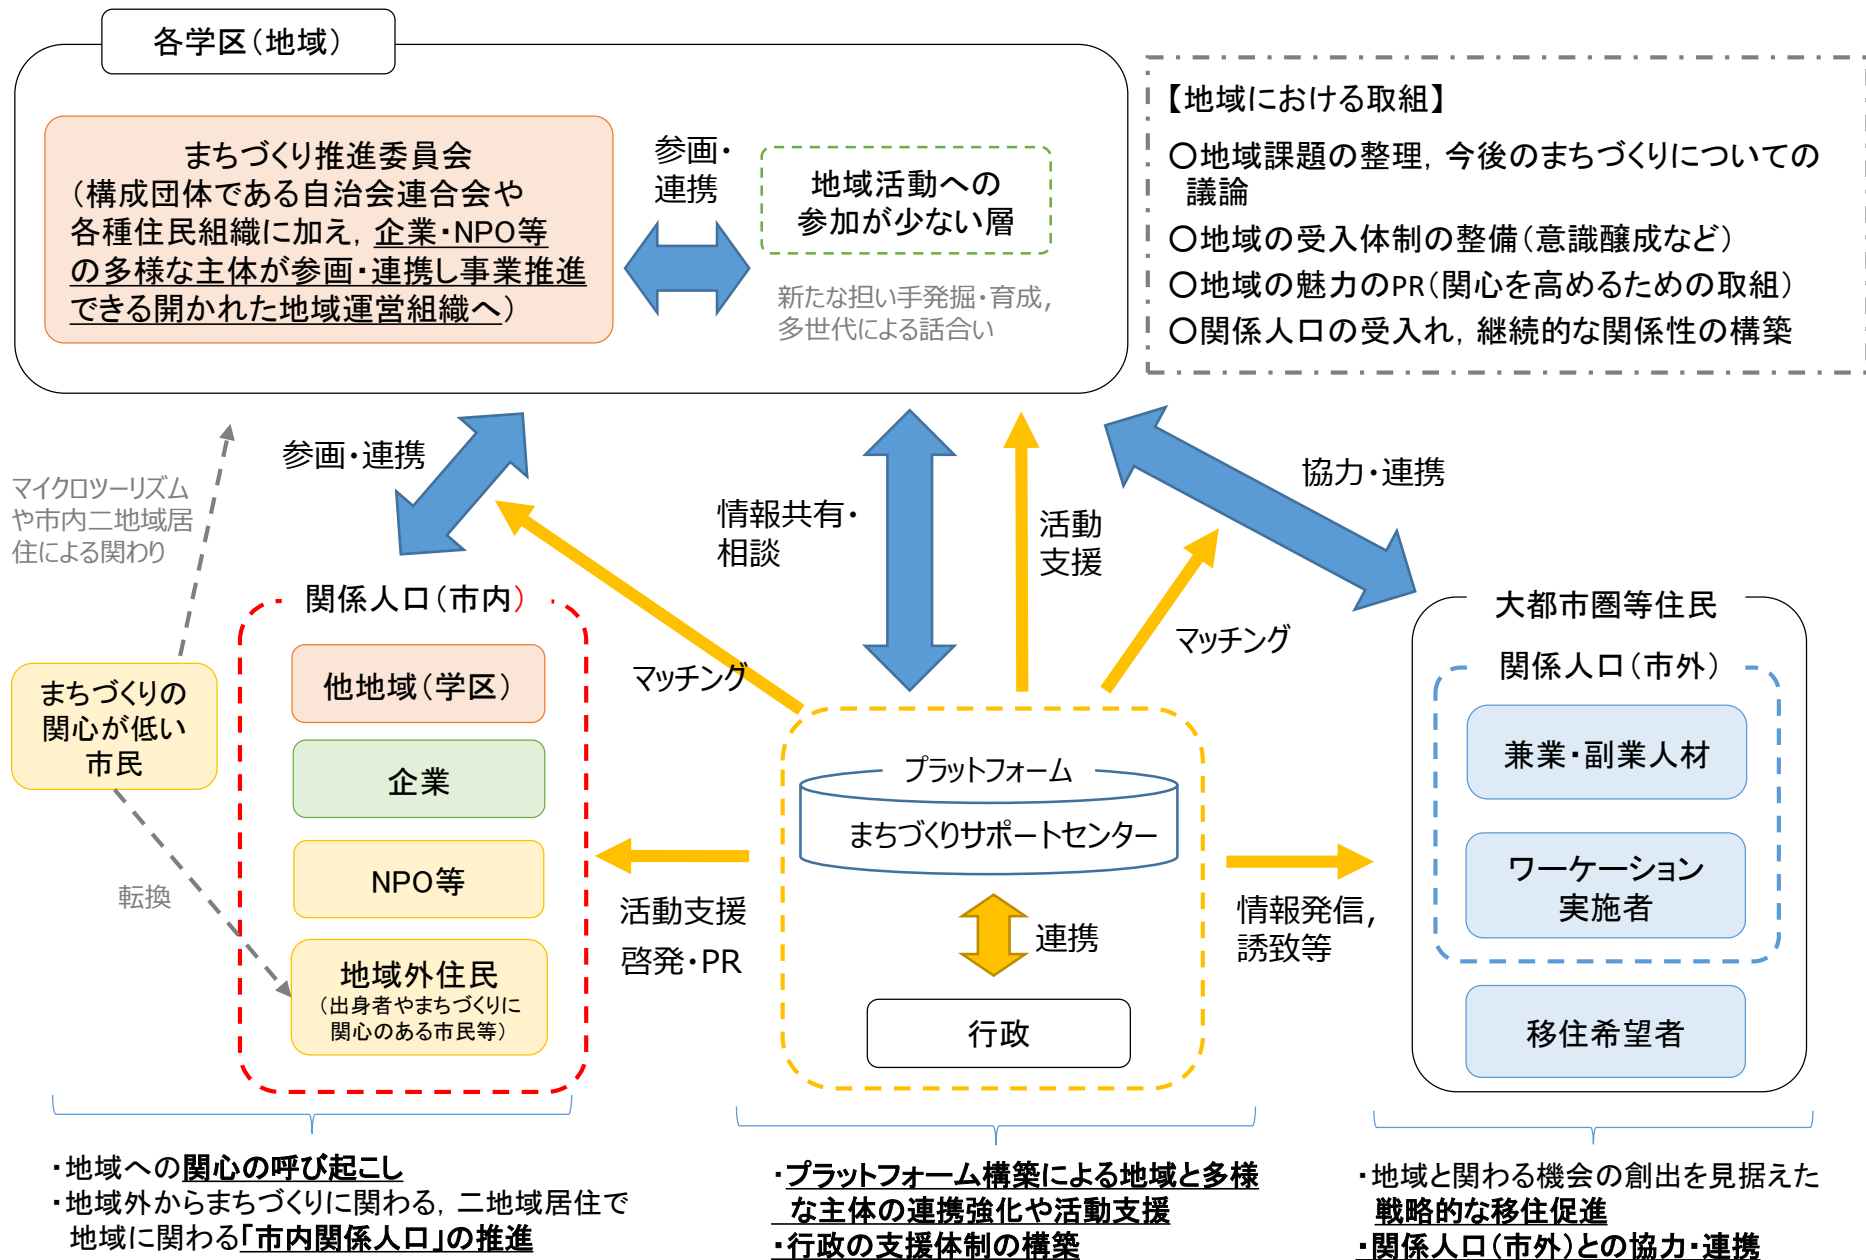 各学区（地域）
まちづくり推進委員会
（構成団体である自治会連合会や
各種住民組織に加え，企業・NPO等
の多様な主体が参画・連携し事業推進
できる開かれた地域運営組織へ）
参画・
連携
地域活動への
参加が少ない層
新たな担い手発掘・育成，
多世代による話合い
【地域における取組】
〇地域課題の整理，今後のまちづくりについての
議論
〇地域の受入体制の整備（意識醸成など）
〇地域の魅力のPR（関心を高めるための取組）
〇関係人口の受入れ，継続的な関係性の構築
マイクロツーリズム
や市内二地域居
住による関わり
参画・連携
情報共有・
相談
活動
支援
協力・連携
マッチング
マッチング
まちづくりの
関心が低い
市民
転換
関係人口（市内）
他地域（学区）
企業
NPO等
地域外住民
（出身者やまちづくりに
関心のある市民等）
活動支援
啓発・PR
プラットフォーム
まちづくりサポートセンター
連携
行政
情報発信，
誘致等
大都市圏等住民
関係人口（市外）
兼業・副業人材
ワーケーション
実施者
移住希望者
・地域への関心の呼び起こし
・地域外からまちづくりに関わる，二地域居住で
地域に関わる「市内関係人口」の推進
・プラットフォーム構築による地域と多様
な主体の連携強化や活動支援
・行政の支援体制の構築
・地域と関わる機会の創出を見据えた
戦略的な移住促進
・関係人口（市外）との協力・連携